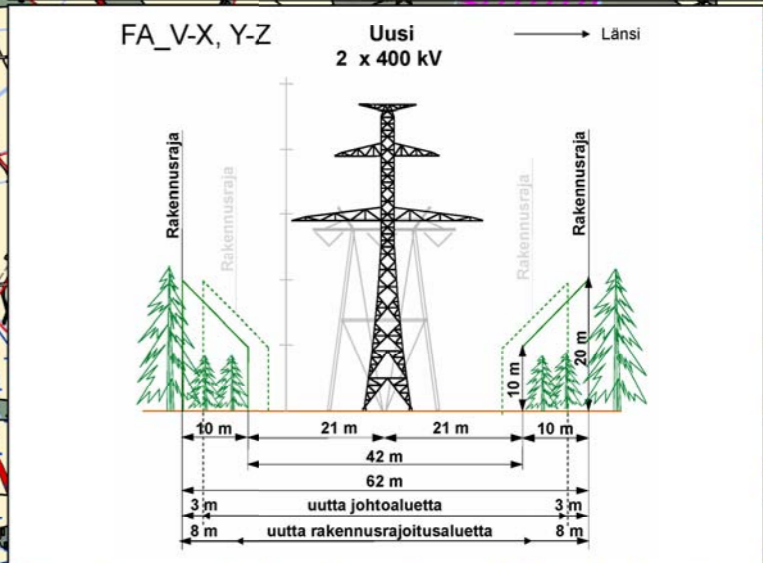 FA_V-X, Y-Z
Uusi
2 x 400 kV
Länsi
Rakennusraja
Rakennusraja
Rakennusraja
Rakennusraja
20 m
10 m
10 m
21 m
21 m
10 m
42 m
62 m
3 m
uutta johtoaluetta
3 m
8 m
uutta rakennusrajoitusaluetta
8 m